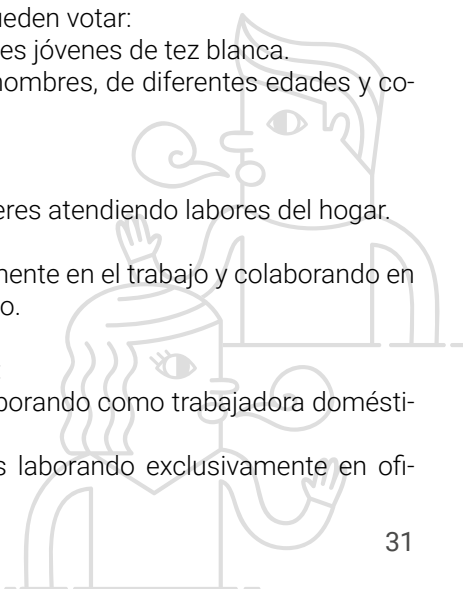 ueden votar:
es jóvenes de tez blanca.
hombres, de diferentes edades y co-
eres atendiendo labores del hogar.
mente en el trabajo y colaborando en
o.
borando como trabajadora domésti-
s laborando exclusivamente en ofi-
31